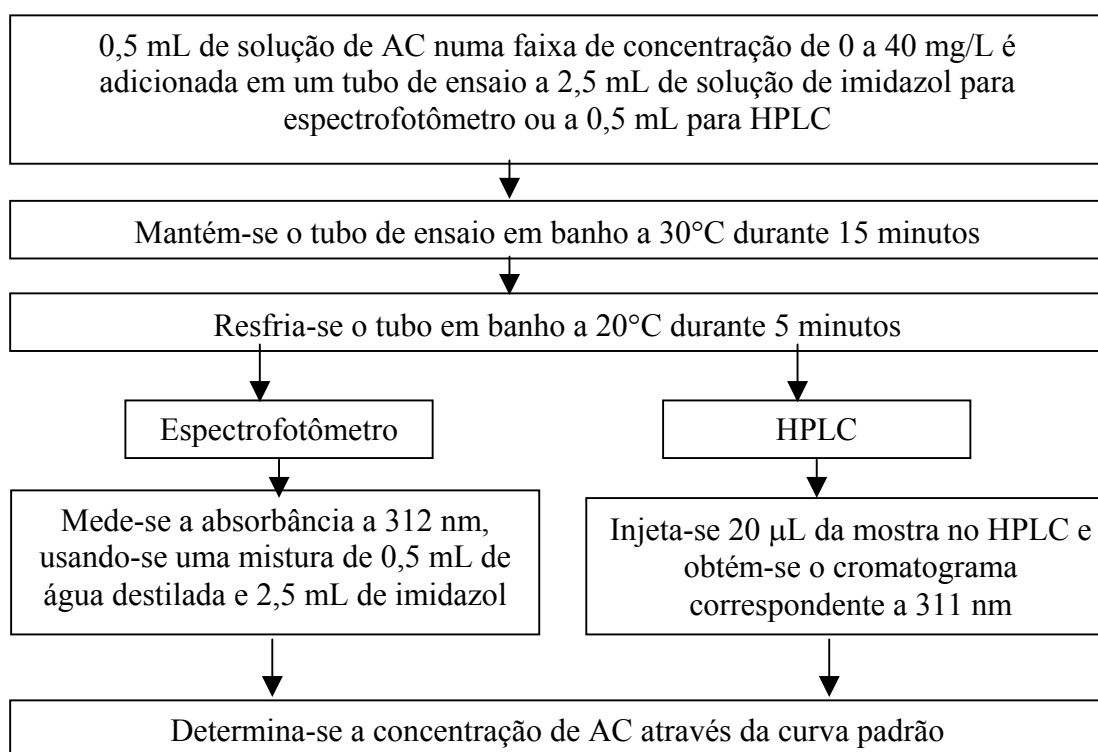 0,5 mL de solução de AC numa faixa de concentração de 0 a 40 mg/L é
adicionada em um tubo de ensaio a 2,5 mL de solução de imidazol para
espectrofotômetro ou a 0,5 mL para HPLC
Mantém-se o tubo de ensaio em banho a 30°C durante 15 minutos
Resfria-se o tubo em banho a 20°C durante 5 minutos
Espectrofotômetro
HPLC
Mede-se a absorbância a 312 nm,
usando-se uma mistura de 0,5 mL de
água destilada e 2,5 mL de imidazol
Injeta-se 20 μL da mostra no HPLC e
obtém-se o cromatograma
correspondente a 311 nm
Determina-se a concentração de AC através da curva padrão